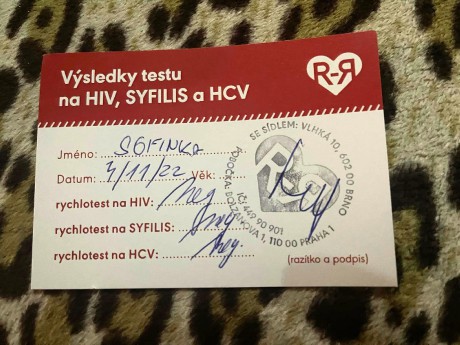 R-Я
Výsledky testu
na HIV, SYFILIS a HCV
Jméno: SOFINKA
Datum: 4/11/22 Věk:
rychlotest na HIV: Neg
rychlotest na SYFILIS: Neg
rychlotest na HCV: Neg.
SE SÍDLEM: VLHKÁ 10, 602 00 BRNO
POBOČKA: BOLZANOVA 1, 110 00 PRAHA 1
IČ: 449 90 901
R-Я
(razítko a podpis)